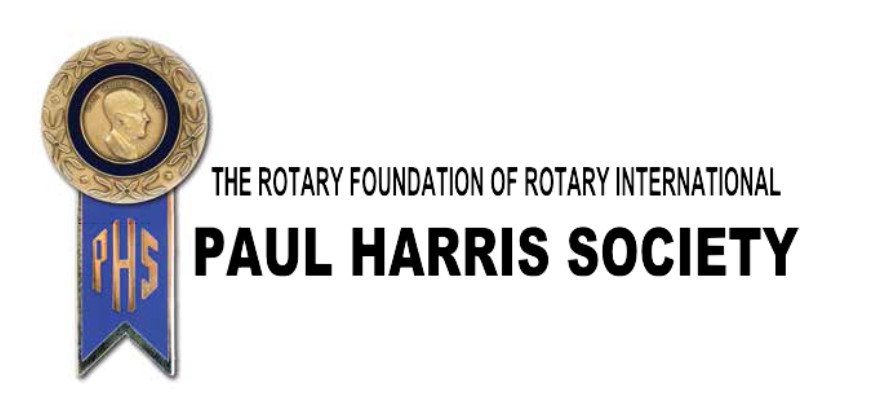 THE ROTARY FOUNDATION OF ROTARY INTERNATIONAL
PAUL HARRIS SOCIETY
PHS